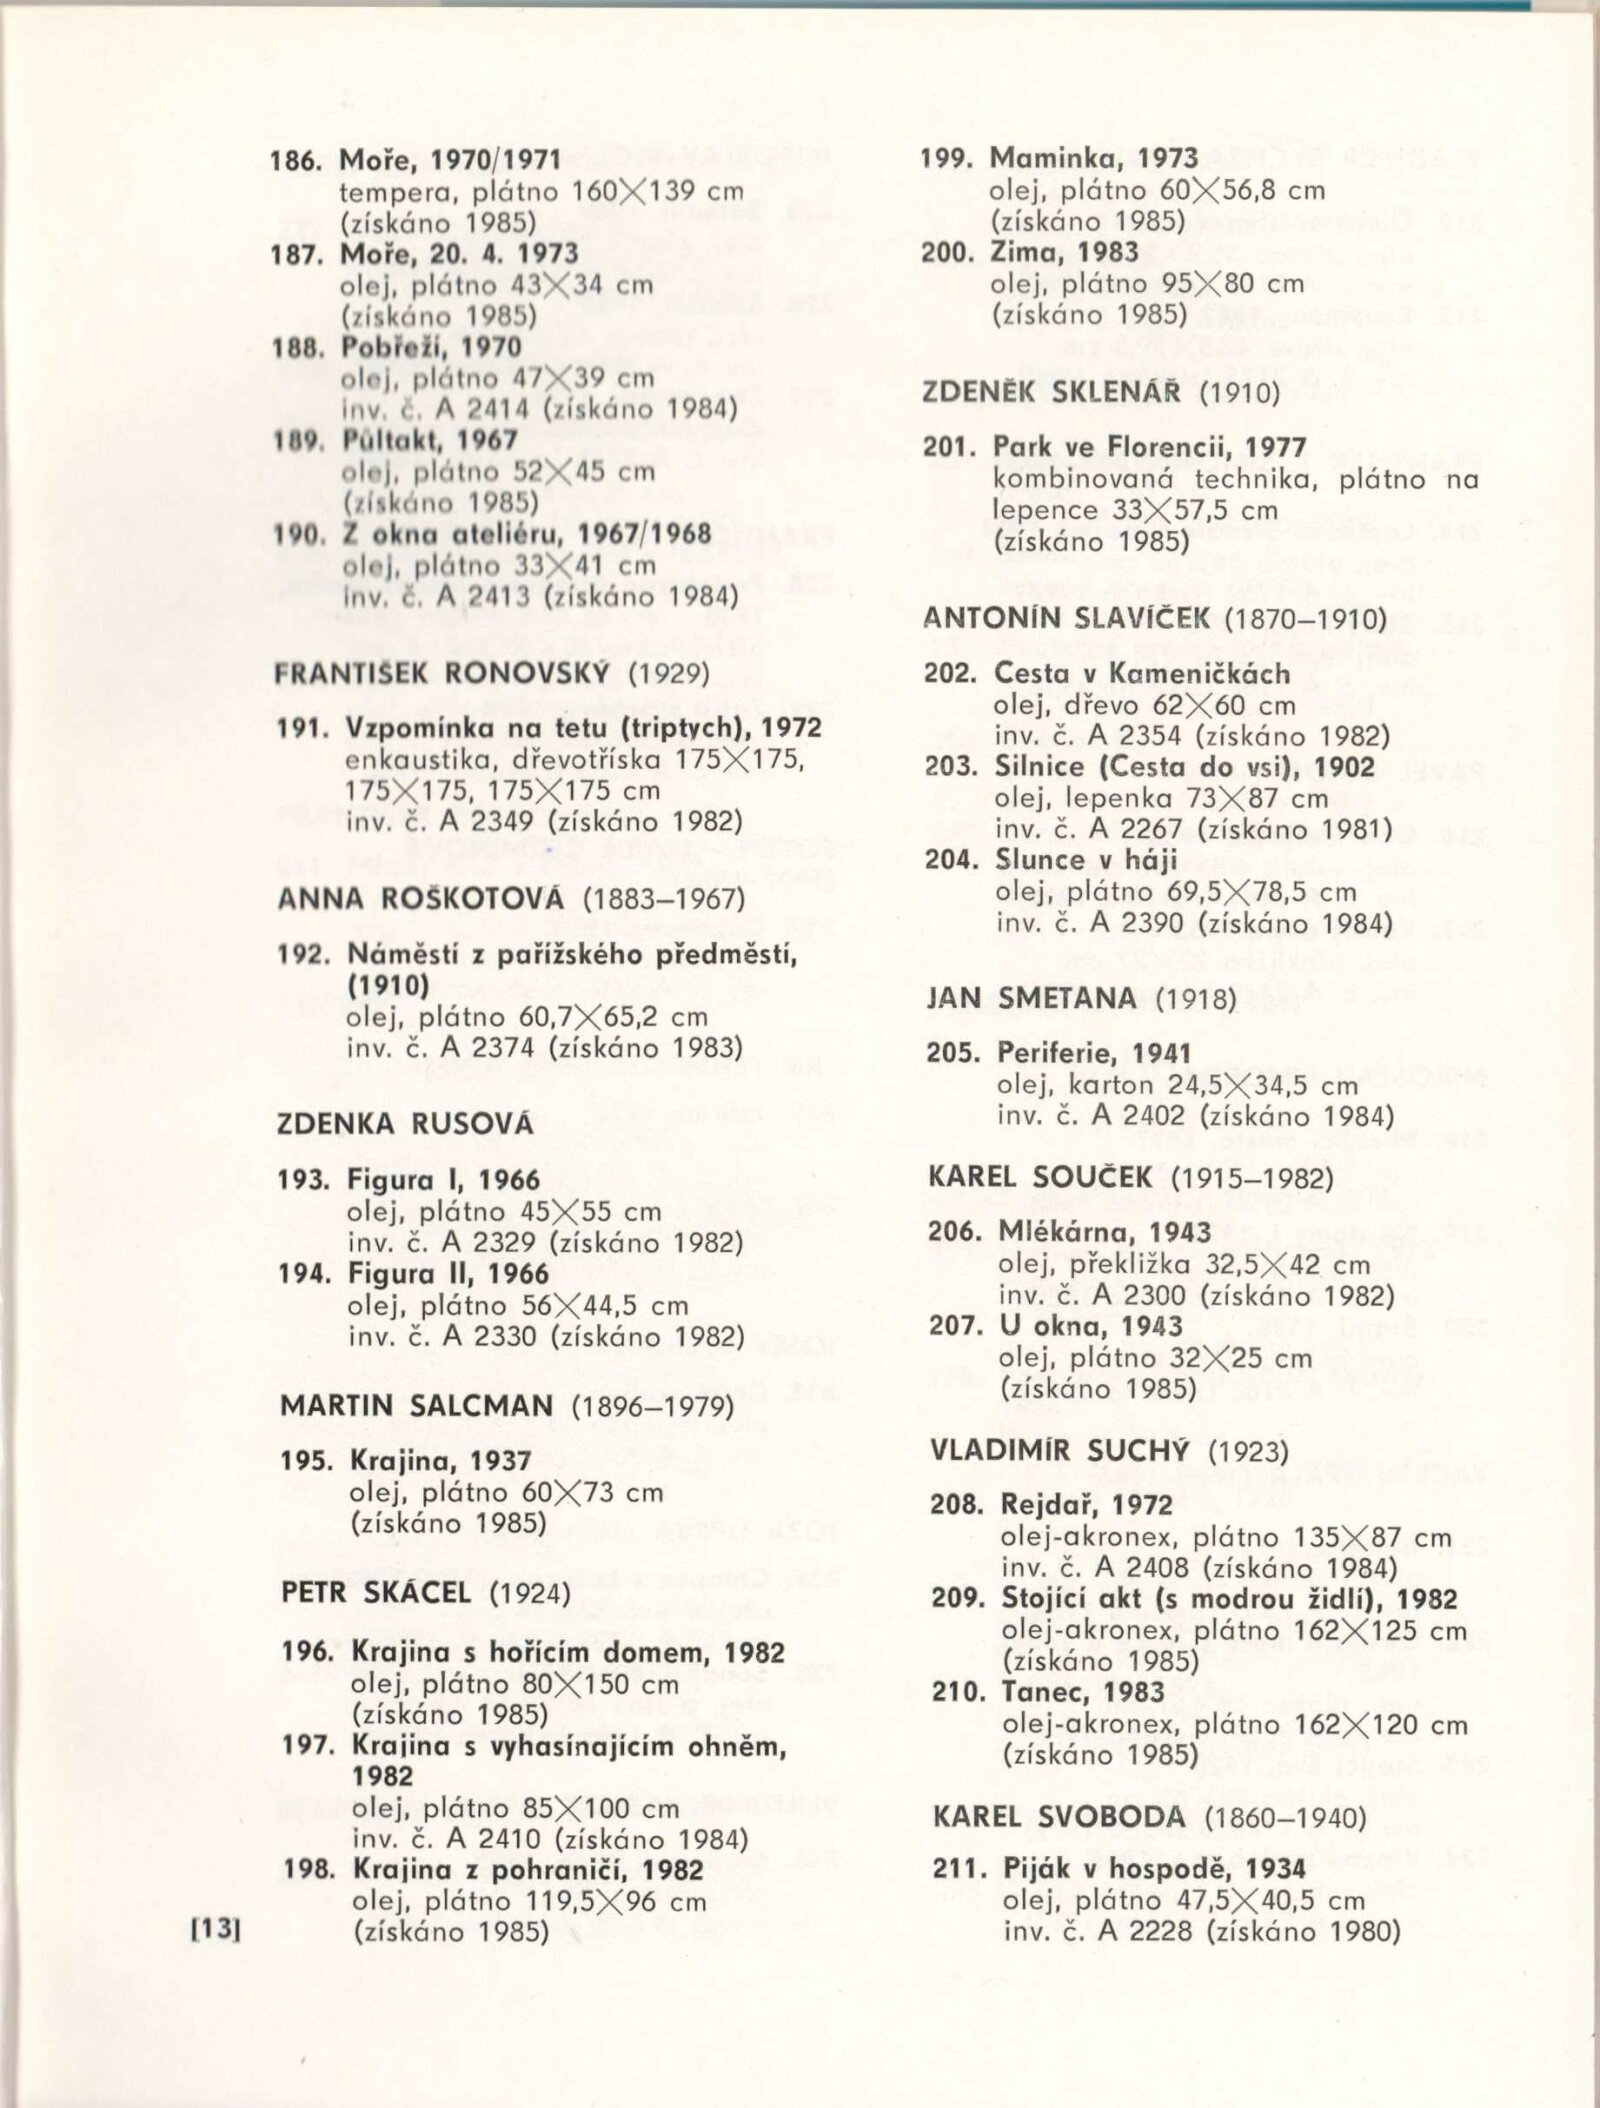 186. Moře, 1970/1971
tempera, plátno 160×139 cm
(získáno 1985)
187. Moře, 20. 4. 1973
olej, plátno 43×34 cm
(získáno 1985)
188. Pobřeží, 1970
olej, plátno 47×39 cm
inv. č. A 2414 (získáno 1984)
189. Půltakt, 1967
olej, plátno 52×45 cm
(získáno 1985)
190. Z okna ateliéru, 1967/1968
olej, plátno 33×41 cm
inv. č. A 2413 (získáno 1984)
FRANTIŠEK RONOVSKÝ (1929)
191. Vzpomínka na tetu (triptych), 1972
enkaustika, dřevotříska 175×175,
175×175, 175×175 cm
inv. č. A 2349 (získáno 1982)
ANNA ROŠKOTOVÁ (1883–1967)
192. Náměstí z pařížského předměstí,
(1910)
olej, plátno 60,7×65,2 cm
inv. č. A 2374 (získáno 1983)
ZDENKA RUSOVÁ
193. Figura I, 1966
olej, plátno 45×55 cm
inv. č. A 2329 (získáno 1982)
194. Figura II, 1966
olej, plátno 56×44,5 cm
inv. č. A 2330 (získáno 1982)
MARTIN SALCMAN (1896–1979)
195. Krajina, 1937
olej, plátno 60×73 cm
(získáno 1985)
PETR SKÁCEL (1924)
196. Krajina s hořícím domem, 1982
olej, plátno 80×150 cm
(získáno 1985)
197. Krajina s vyhasínajícím ohněm,
1982
olej, plátno 85×100 cm
inv. č. A 2410 (získáno 1984)
198. Krajina z pohraničí, 1982
olej, plátno 119,5×96 cm
(získáno 1985)
[13]
199. Maminka, 1973
olej, plátno 60×56,8 cm
(získáno 1985)
200. Zima, 1983
olej, plátno 95×80 cm
(získáno 1985)
ZDENĚK SKLENÁŘ (1910)
201. Park ve Florencii, 1977
kombinovaná technika, plátno na
lepence 33×57,5 cm
(získáno 1985)
ANTONÍN SLAVÍČEK (1870–1910)
202. Cesta v Kameničkách
olej, dřevo 62×60 cm
inv. č. A 2354 (získáno 1982)
203. Silnice (Cesta do vsi), 1902
olej, lepenka 73×87 cm
inv. č. A 2267 (získáno 1981)
204. Slunce v háji
olej, plátno 69,5×78,5 cm
inv. č. A 2390 (získáno 1984)
JAN SMETANA (1918)
205. Periferie, 1941
olej, karton 24,5×34,5 cm
inv. č. A 2402 (získáno 1984)
KAREL SOUČEK (1915–1982)
206. Mlékárna, 1943
olej, překližka 32,5×42 cm
inv. č. A 2300 (získáno 1982)
207. U okna, 1943
olej, plátno 32×25 cm
(získáno 1985)
VLADIMÍR SUCHÝ (1923)
208. Rejdař, 1972
olej-akronex, plátno 135×87 cm
inv. č. A 2408 (získáno 1984)
209. Stojící akt (s modrou židlí), 1982
olej-akronex, plátno 162×125 cm
(získáno 1985)
210. Tanec, 1983
olej-akronex, plátno 162×120 cm
(získáno 1985)
KAREL SVOBODA (1860–1940)
211. Piják v hospodě, 1934
olej, plátno 47,5×40,5 cm
inv. č. A 2228 (získáno 1980)